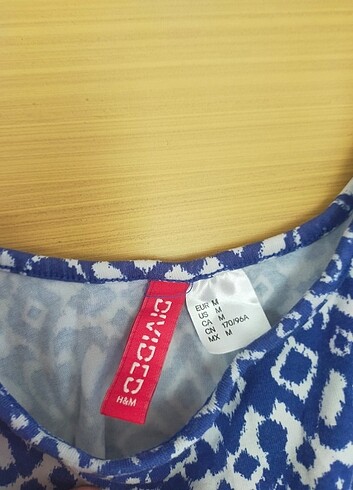 DIVIDED
H&M
EUR M
US M
CA M
CN 170/96A
MX M